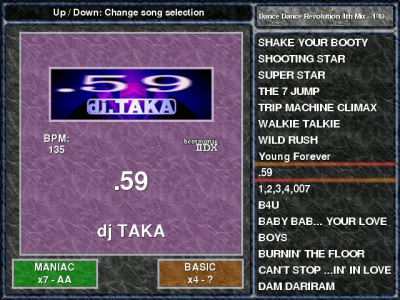 Up / Down: Change song selection
.59
dj.TAKA
BPM:
135
beatmania
IIDX
.59
dj TAKA
MANIAC
x7 - AA
BASIC
x4 - ?
Dance Dance Revolution 4th Mix -
SHAKE YOUR BOOTY
SHOOTING STAR
SUPER STAR
THE 7 JUMP
TRIP MACHINE CLIMAX
WALKIE TALKIE
WILD RUSH
Young Forever
.59
1,2,3,4,007
B4U
BABY BAB... YOUR LOVE
BOYS
BURNIN' THE FLOOR
CAN'T STOP ...IN' IN LOVE
DAM DARIRAM